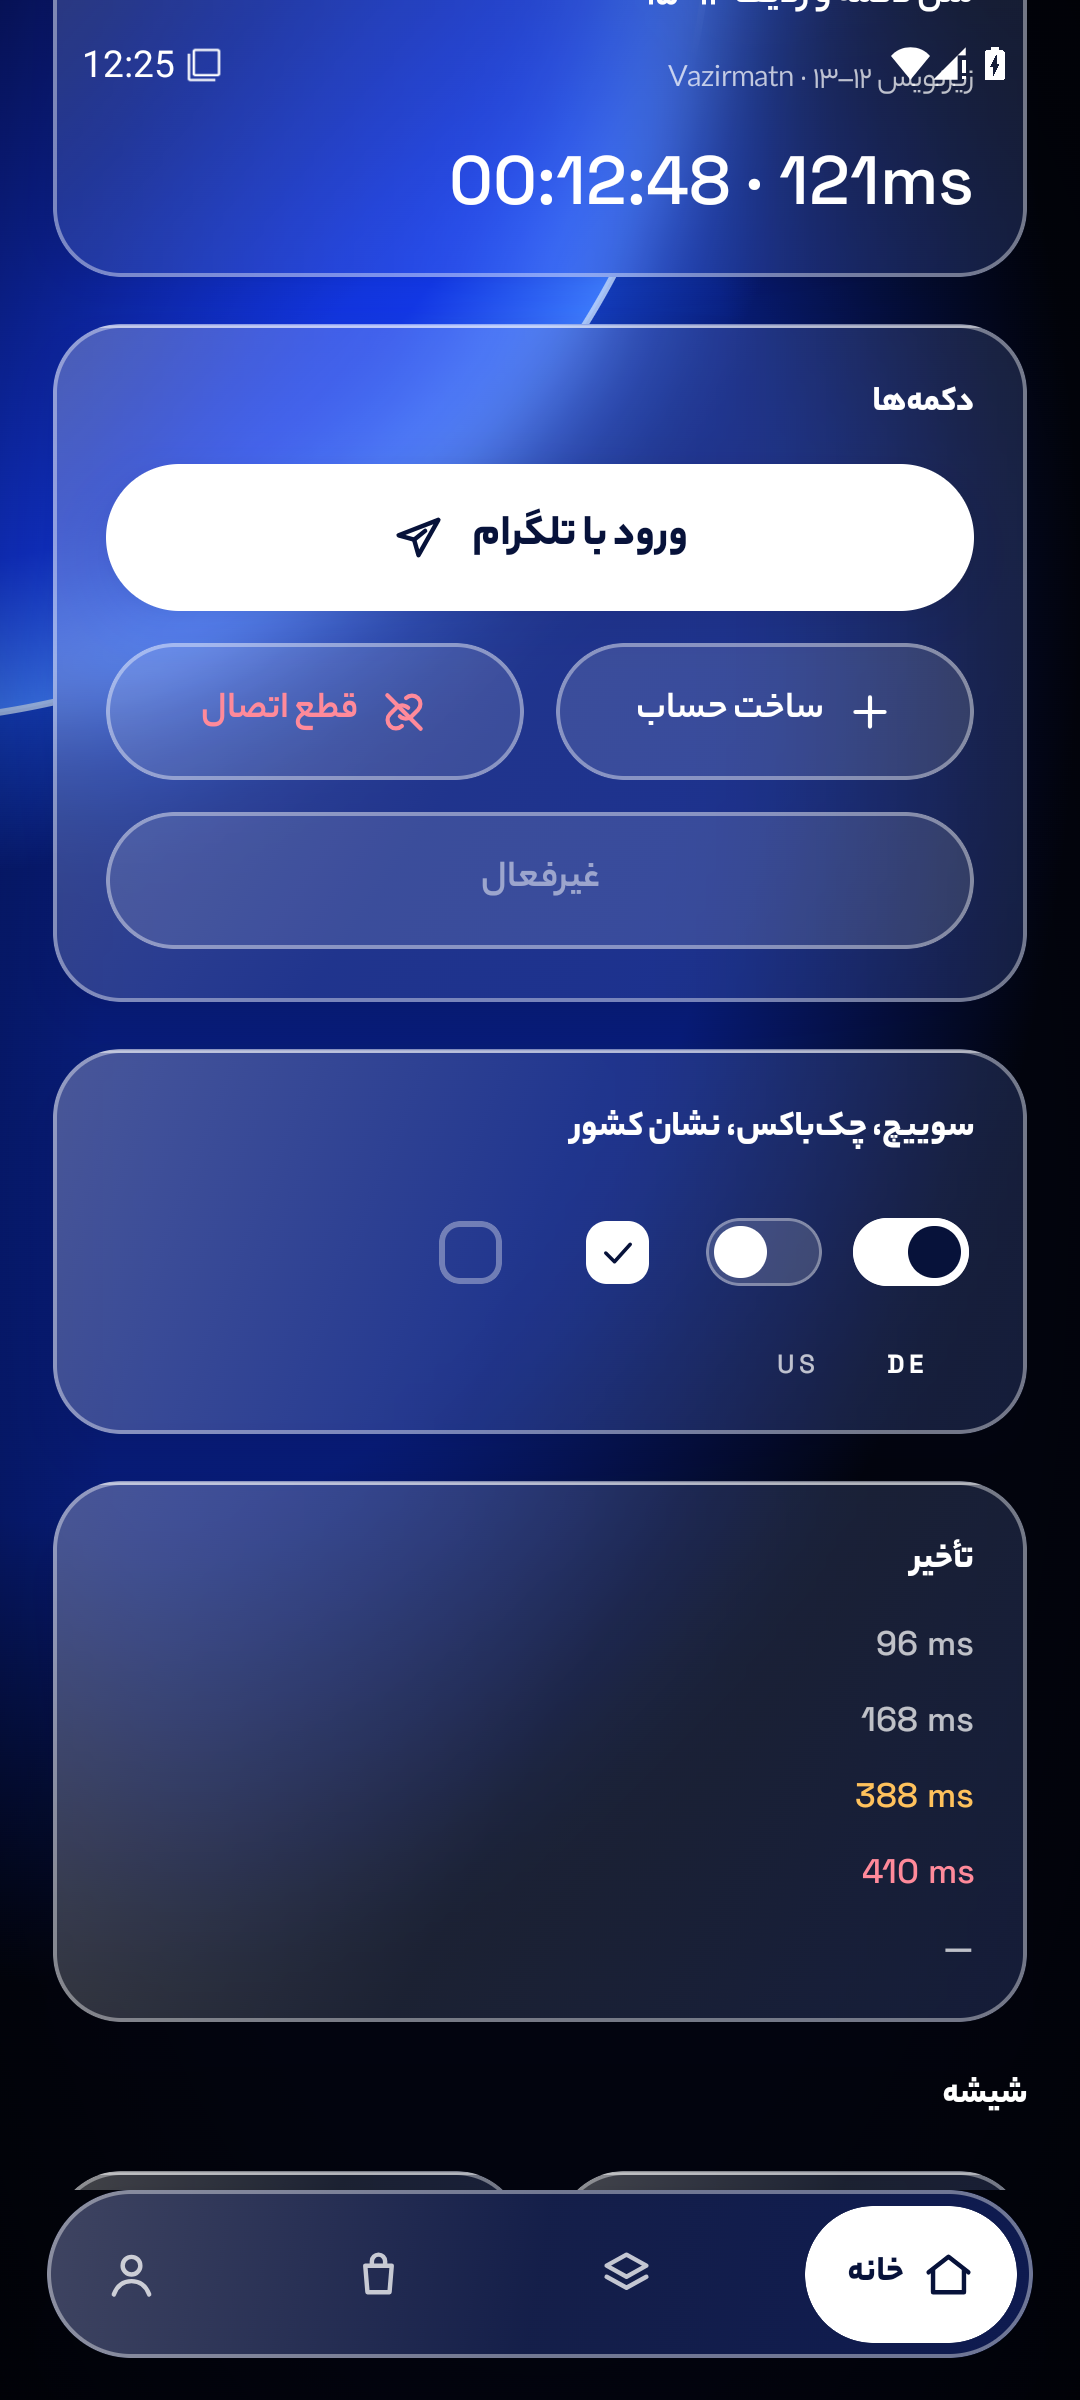 12:25
زیرنویس ۱۲–۱۳ · Vazirmatn
00:12:48 · 121ms
دکمه‌ها
ورود با تلگرام
ساخت حساب
قطع اتصال
غیرفعال
سوییچ، چک‌باکس، نشان کشور
DE
US
تأخیر
96 ms
168 ms
388 ms
410 ms
—
شیشه
خانه